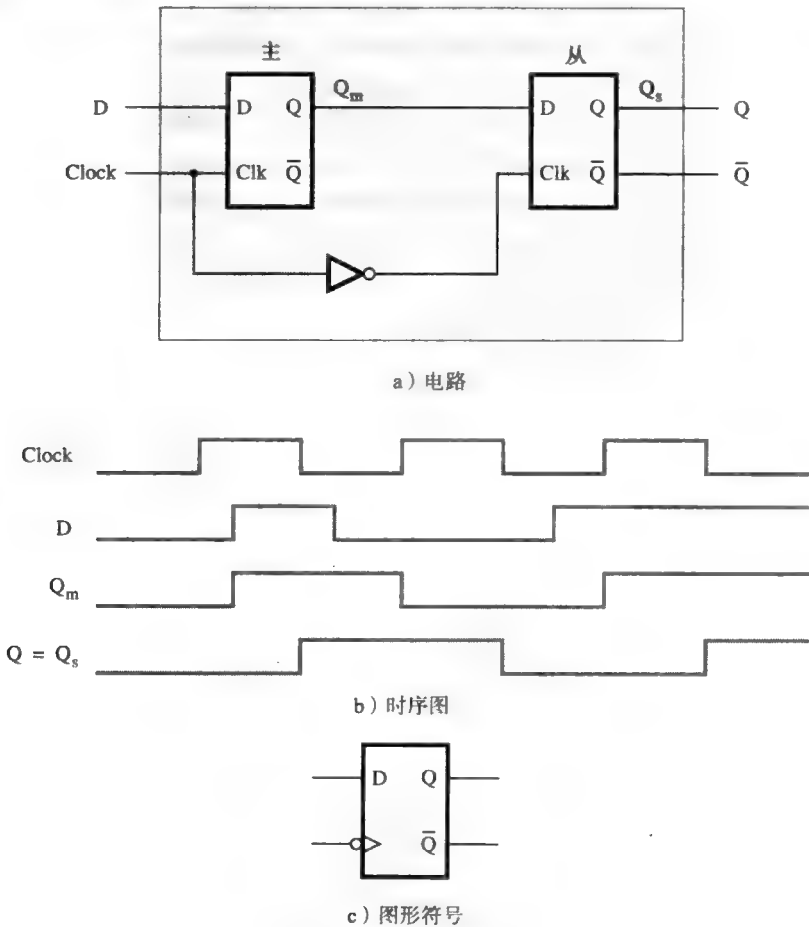 主 从
D D Q Q_m D Q Q_s Q
Clock Clk Q̅ Clk Q̅ Q̅
a）电路
Clock
D
Q_m
Q = Q_s
b）时序图
D Q
Q̅
c）图形符号